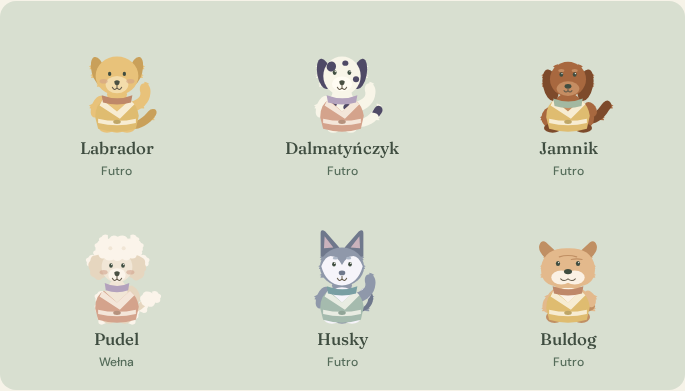 Labrador
Futro
Dalmatyńczyk
Futro
Jamnik
Futro
Pudel
Wełna
Husky
Futro
Buldog
Futro